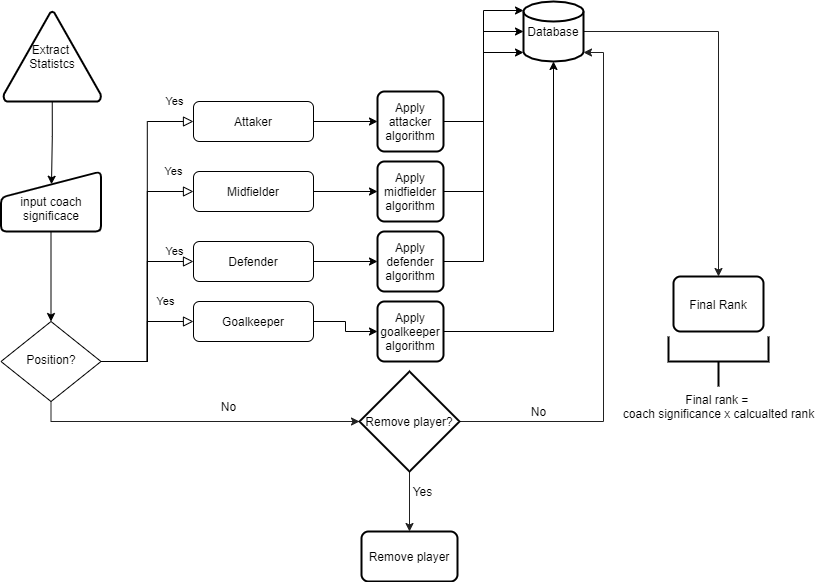 Extract
Statistcs
Database
Yes
Attaker
Apply
attacker
algorithm
Yes
Midfielder
Apply
midfielder
algorithm
input coach
significace
Yes
Defender
Apply
defender
algorithm
Yes
Goalkeeper
Apply
goalkeeper
algorithm
Final Rank
Position?
Final rank =
coach significance x calcualted rank
No
Remove player?
No
Yes
Remove player